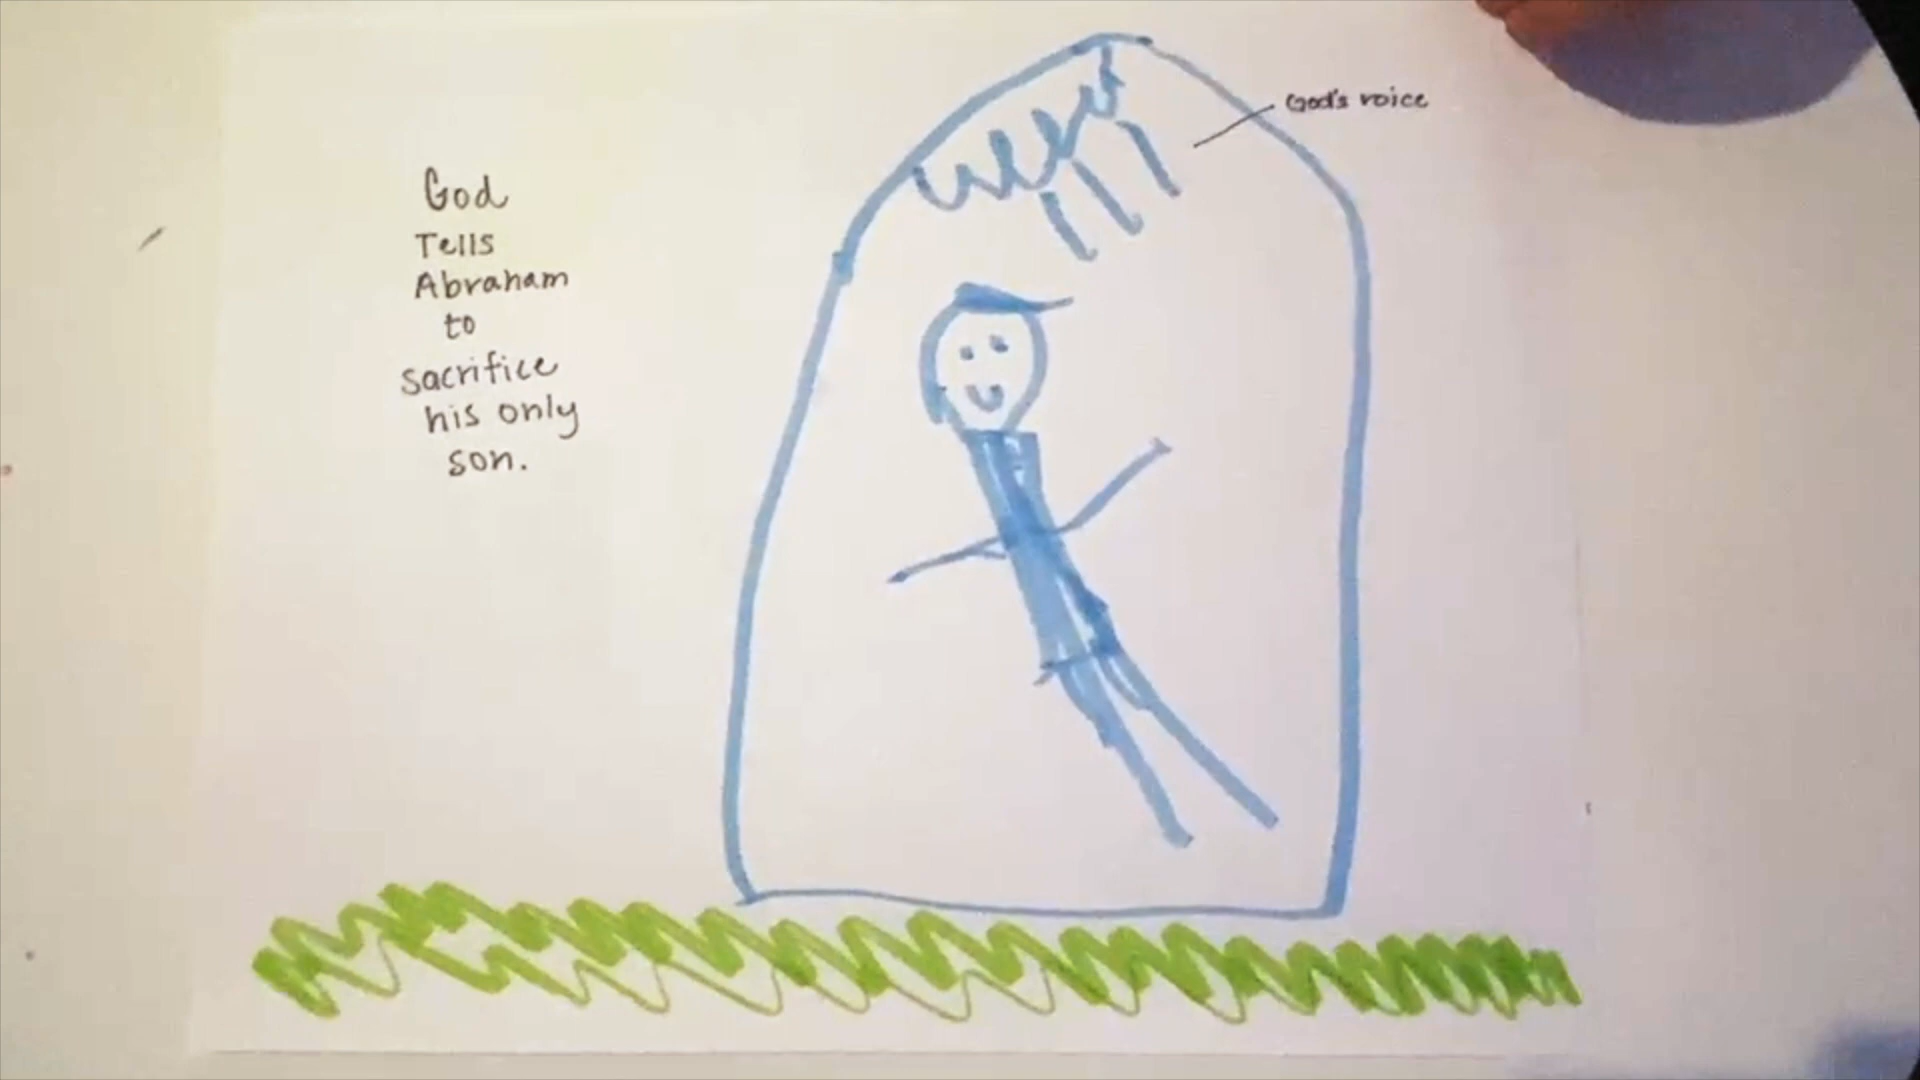 God
Tells
Abraham
to
sacrifice
his only
son.
God's voice